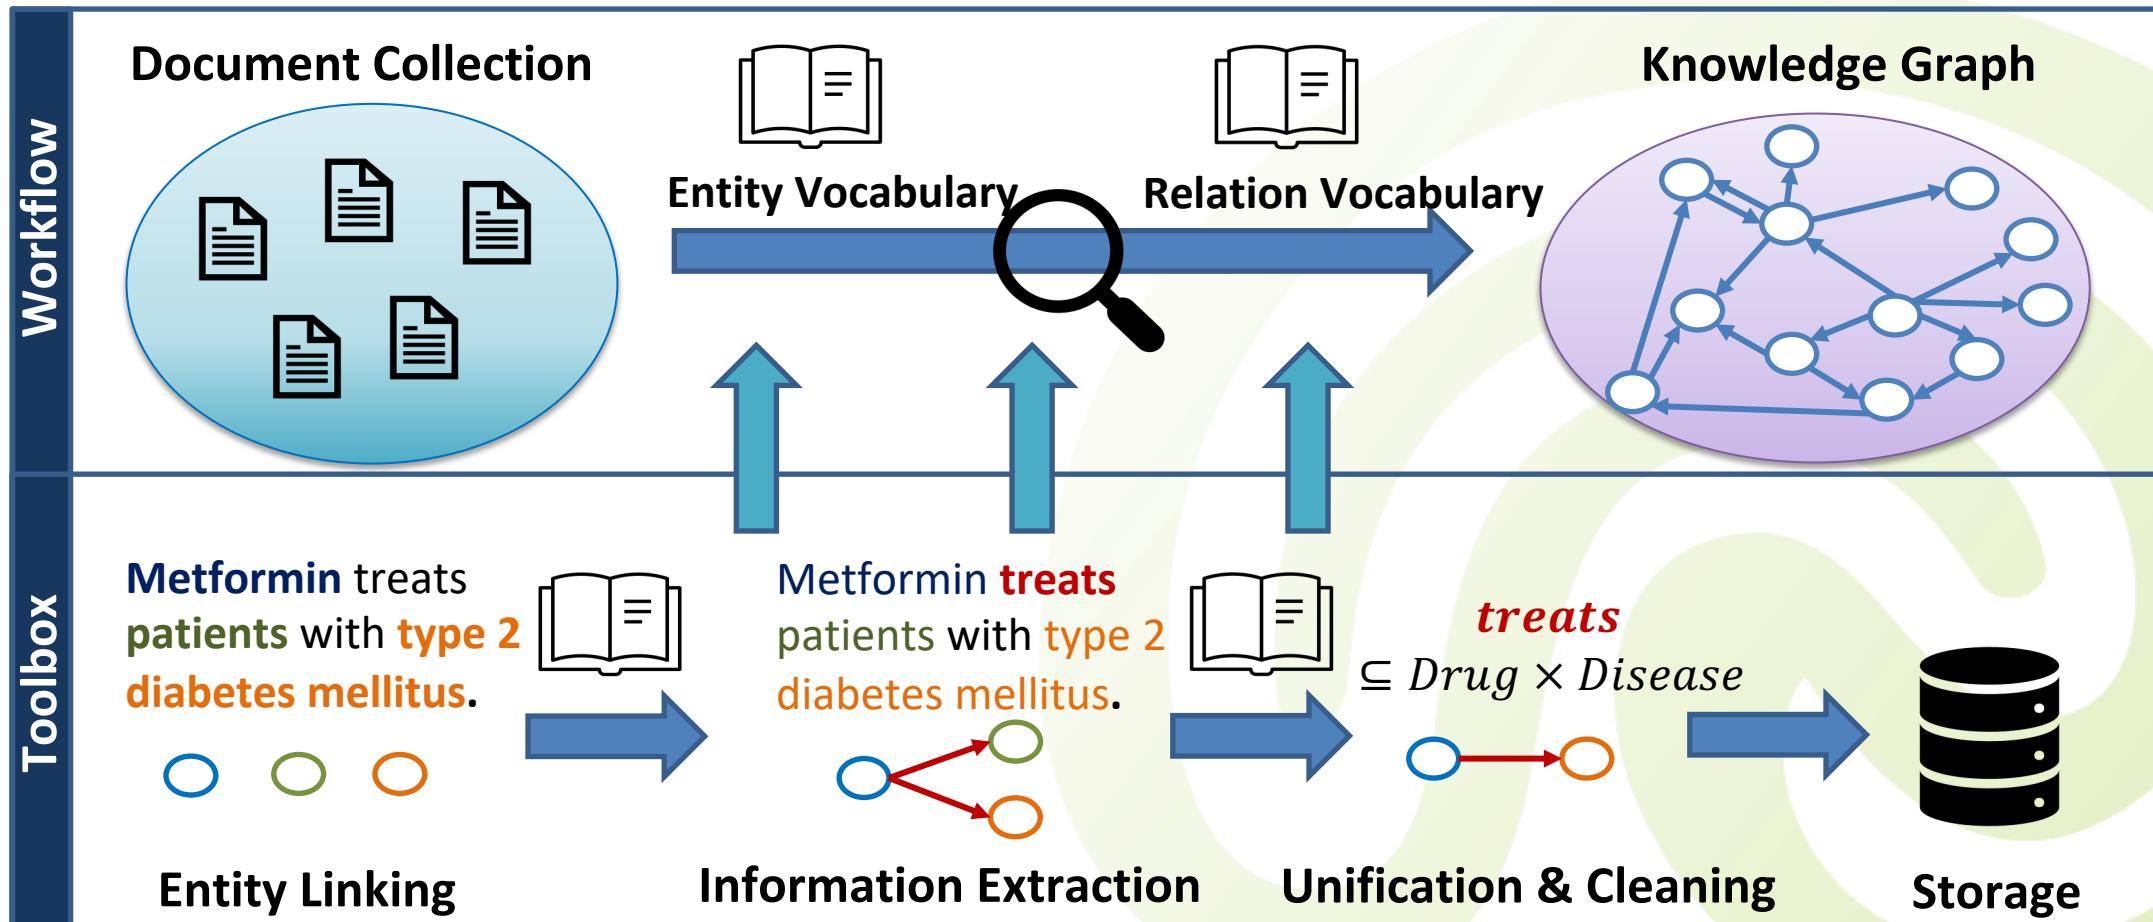 Workflow
Document Collection
Entity Vocabulary
Relation Vocabulary
Knowledge Graph
Toolbox
Metformin treats
patients with type 2
diabetes mellitus.
Entity Linking
Metformin treats
patients with type 2
diabetes mellitus.
Information Extraction
treats
⊆ Drug × Disease
Unification & Cleaning
Storage